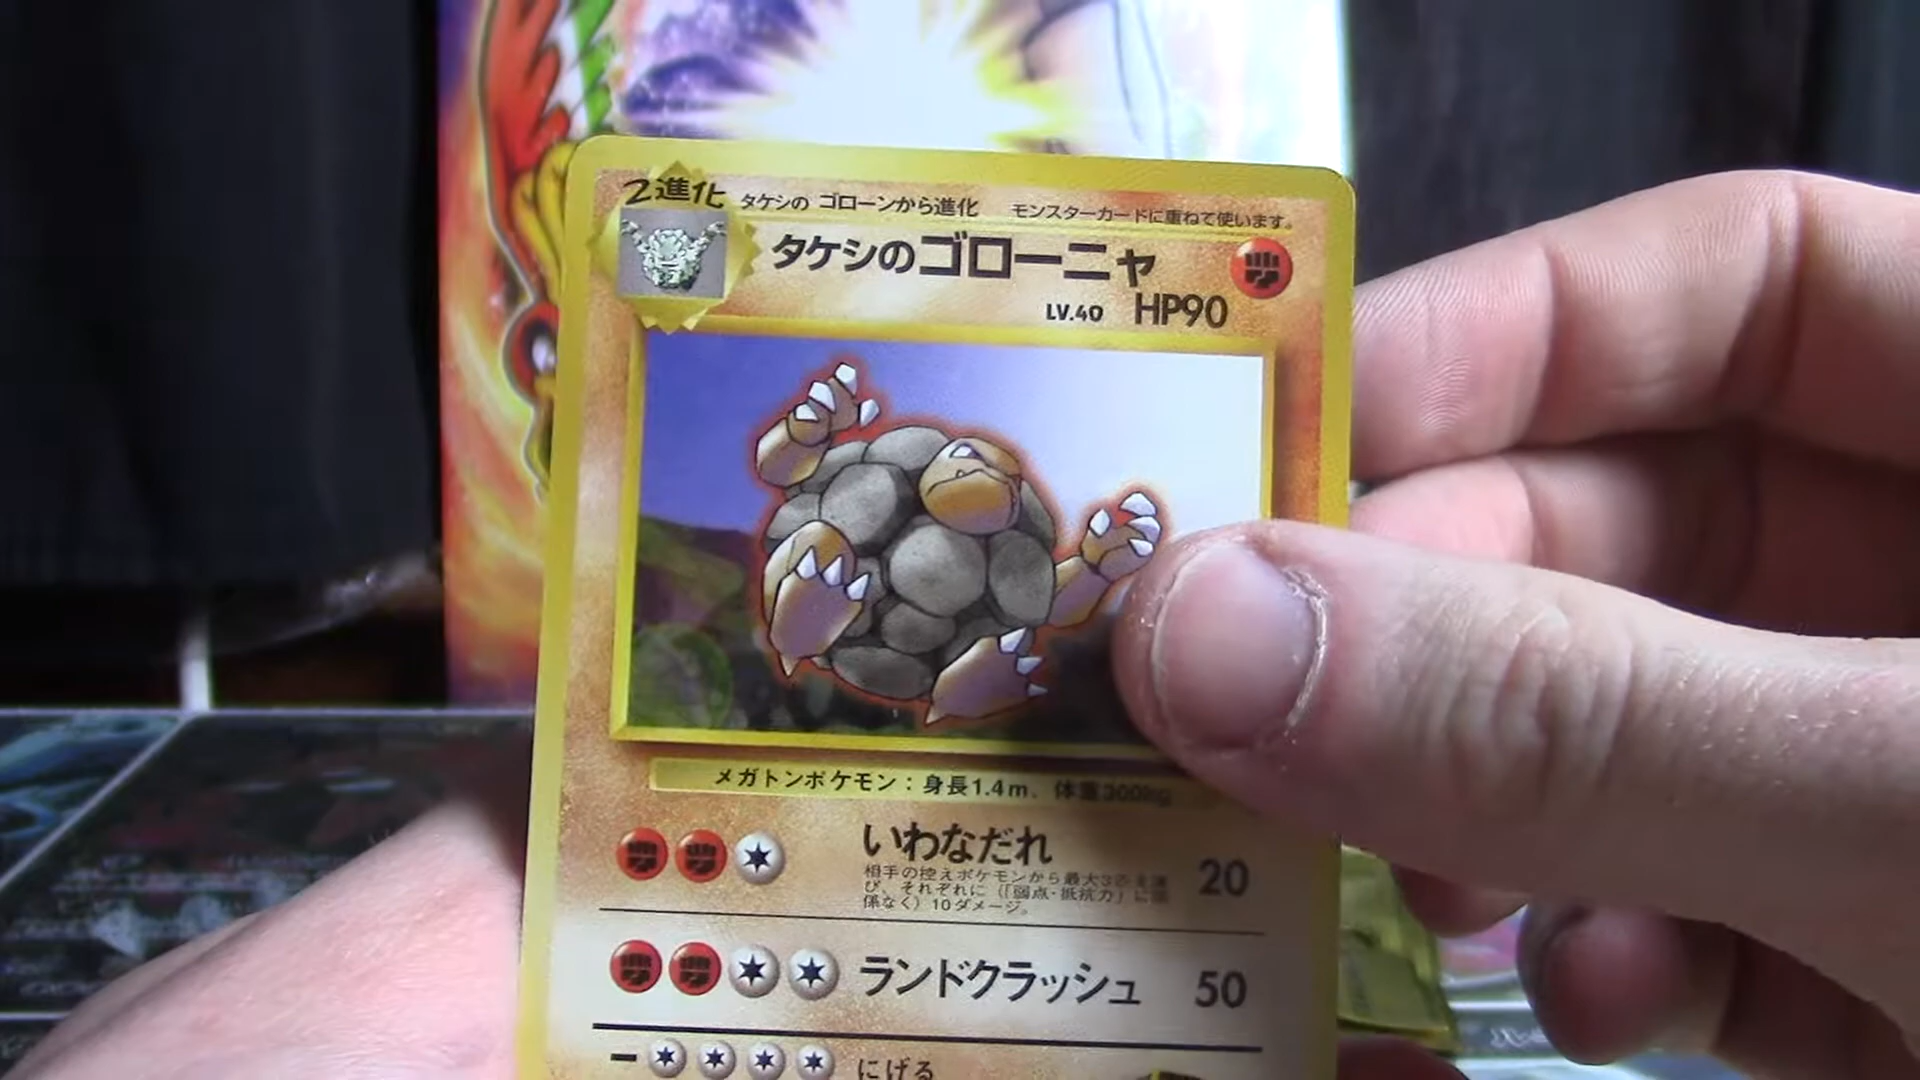 2進化 タケシの ゴローンから進化 モンスターカードに重ねて使います。
タケシのゴローニャ
LV.40 HP90
メガトンポケモン：身長1.4m. 体重300kg
いわなだれ 20
相手の控えポケモンから最大3匹を選
び、それぞれに（「弱点・抵抗力」に関
係なく）10ダメージ。
ランドクラッシュ 50
にげる